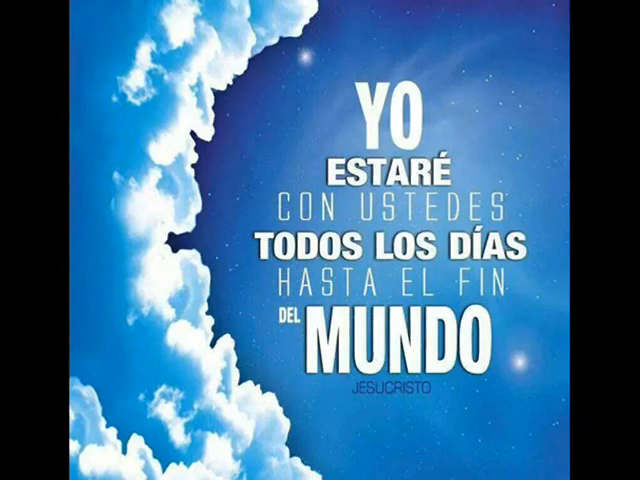 YO
ESTARÉ
CON USTEDES
TODOS LOS DÍAS
HASTA EL FIN
DEL MUNDO
JESUCRISTO